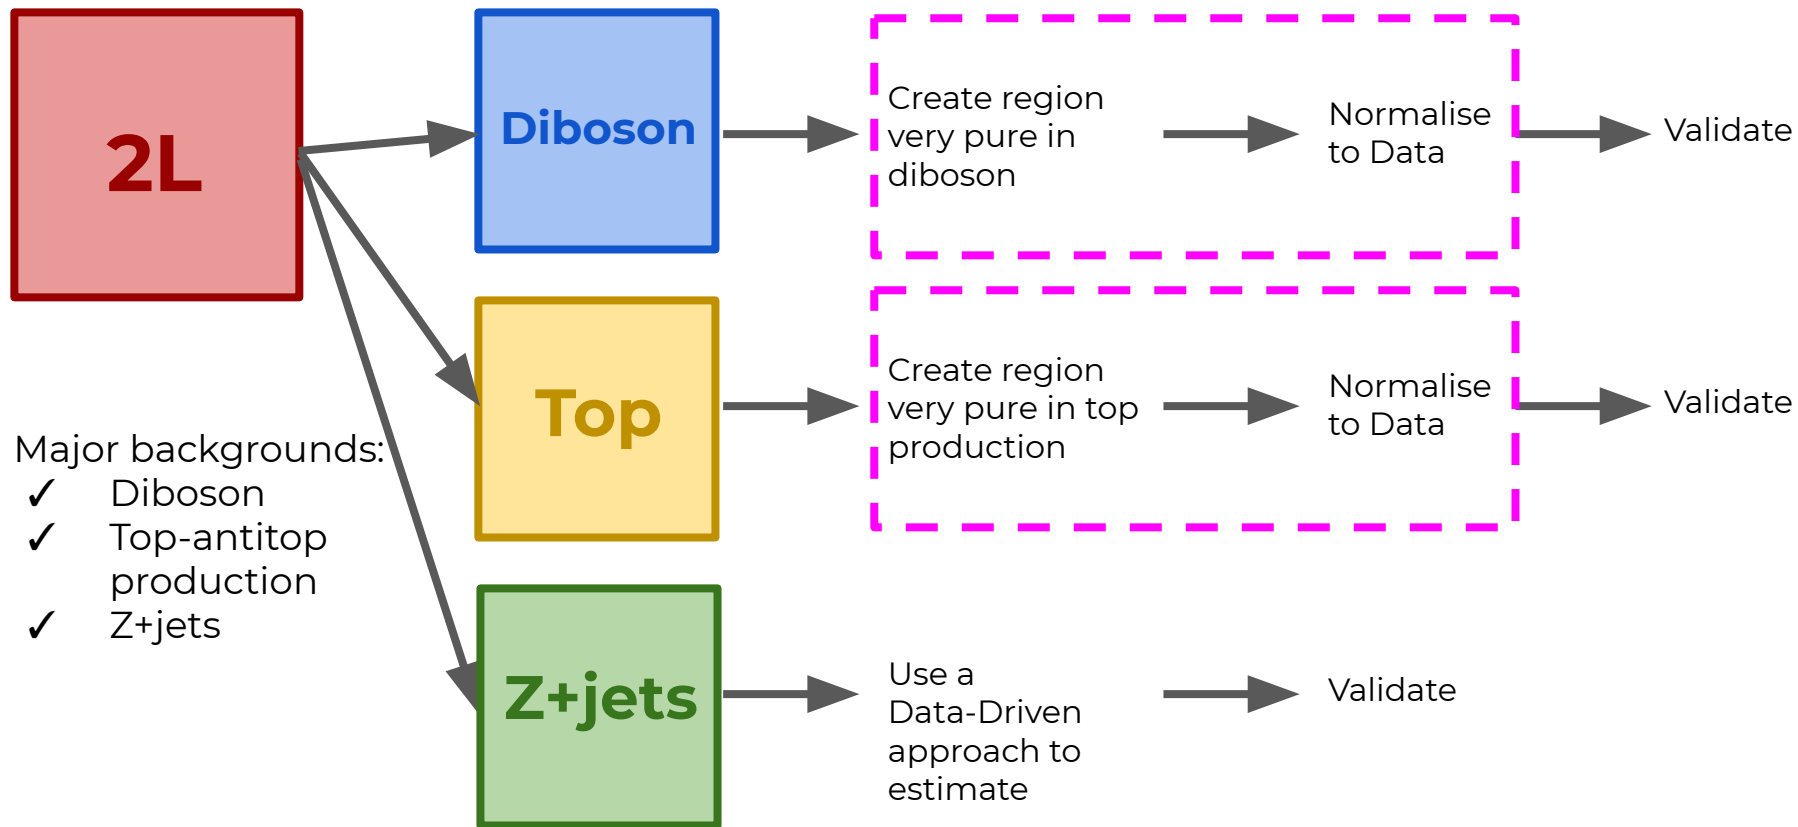 2L
Major backgrounds:
✓ Diboson
✓ Top-antitop
production
✓ Z+jets
Diboson
Create region
very pure in
diboson
Normalise
to Data
Validate
Top
Create region
very pure in top
production
Normalise
to Data
Validate
Z+jets
Use a
Data-Driven
approach to
estimate
Validate